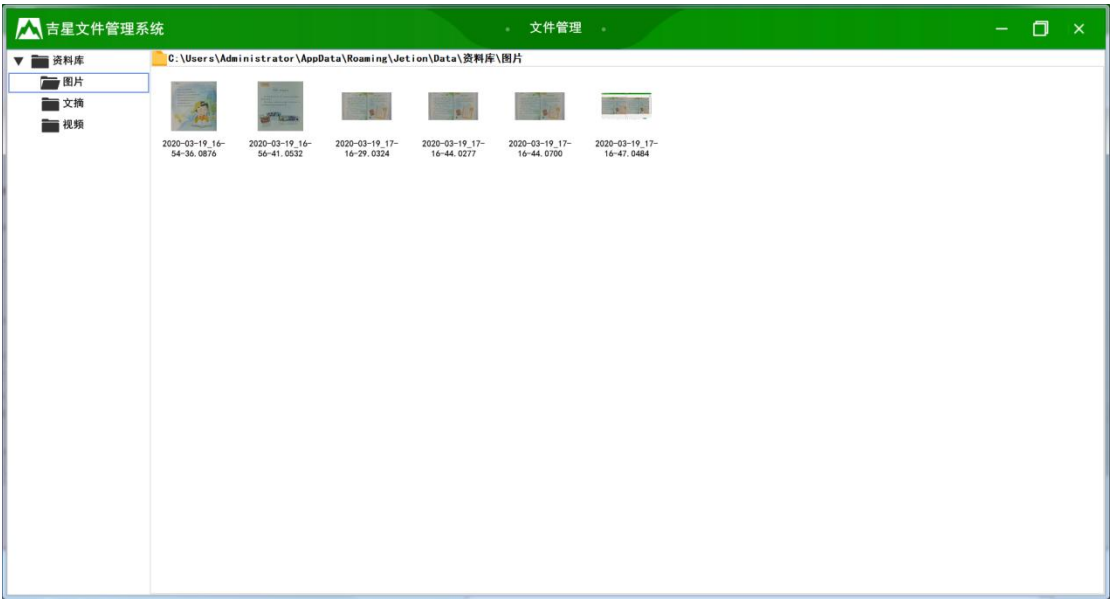 吉星文件管理系统
文件管理
资料库
图片
文摘
视频
C:\Users\Administrator\AppData\Roaming\Jetion\Data\资料库\图片
2020-03-19_16-
54-36.0876
2020-03-19_16-
56-41.0532
2020-03-19_17-
16-29.0324
2020-03-19_17-
16-44.0277
2020-03-19_17-
16-44.0700
2020-03-19_17-
16-47.0484